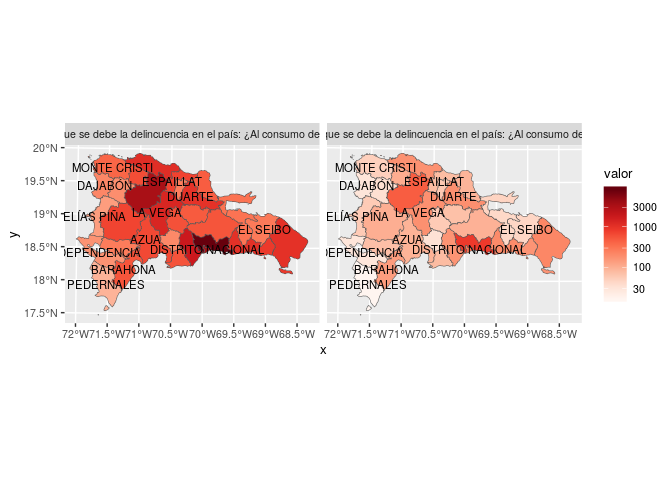 que se debe la delincuencia en el país: ¿Al consumo de
que se debe la delincuencia en el país: ¿Al consumo de
20°N
19.5°N
19°N
18.5°N
18°N
17.5°N
y
MONTE CRISTI
ESPAILLAT
DAJABÓN
DUARTE
ELÍAS PIÑA
LA VEGA
EL SEIBO
AZUA
DISTRITO NACIONAL
DEPENDENCIA
BARAHONA
PEDERNALES
MONTE CRISTI
ESPAILLAT
DAJABÓN
DUARTE
ELÍAS PIÑA
LA VEGA
EL SEIBO
AZUA
DISTRITO NACIONAL
DEPENDENCIA
BARAHONA
PEDERNALES
72°W71.5°W71°W70.5°W70°W69.5°W69°W68.5°W
72°W71.5°W71°W70.5°W70°W69.5°W69°W68.5°W
x
valor
3000
1000
300
100
30